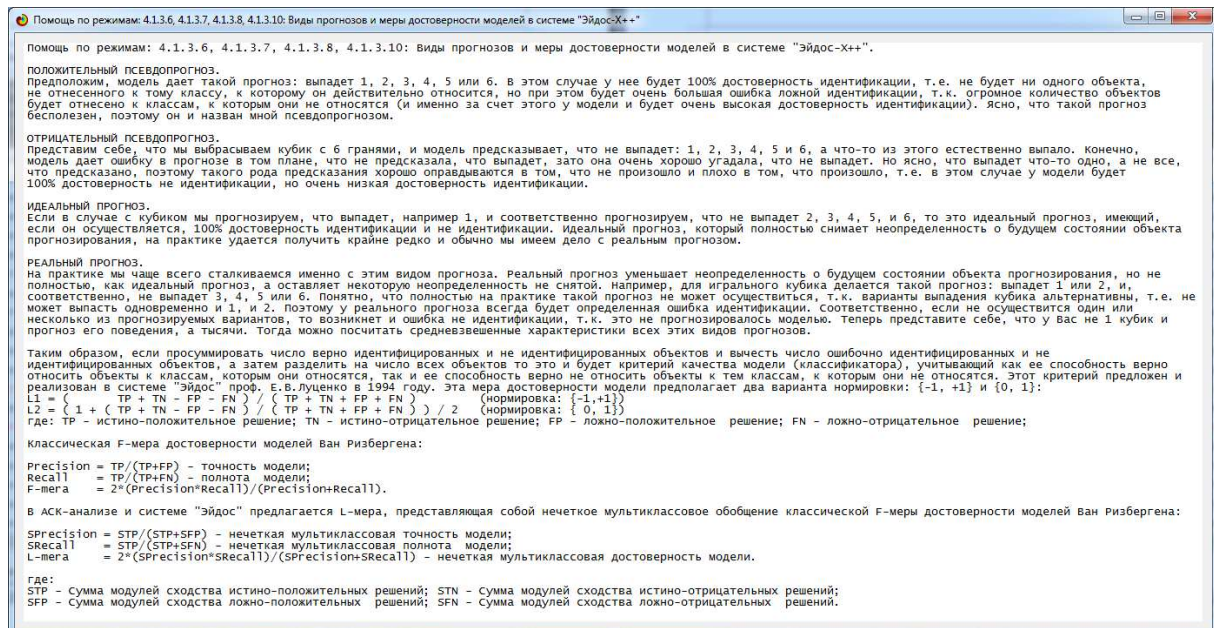 Помощь по режимам: 4.1.3.6, 4.1.3.7, 4.1.3.8, 4.1.3.10: Виды прогнозов и меры достоверности моделей в системе "Эйдос-X++"
Помощь по режимам: 4.1.3.6, 4.1.3.7, 4.1.3.8, 4.1.3.10: Виды прогнозов и меры достоверности моделей в системе "Эйдос-X++".
ПОЛОЖИТЕЛЬНЫЙ ПСЕВДОПРОГНОЗ.
Предположим, модель дает такой прогноз: выпадет 1, 2, 3, 4, 5 или 6. В этом случае у нее будет 100% достоверность идентификации, т.е. не будет ни одного объекта,
не отнесенного к тому классу, к которому он действительно относится, но при этом будет очень большая ошибка ложной идентификации, т.к. огромное количество объектов
будет отнесено к классам, к которым они не относятся (и именно за счет этого у модели и будет очень высокая достоверность идентификации). Ясно, что такой прогноз
бесполезен, поэтому он и назван мной псевдопрогнозом.
ОТРИЦАТЕЛЬНЫЙ ПСЕВДОПРОГНОЗ.
Представим себе, что мы выбрасываем кубик с 6 гранями, и модель предсказывает, что не выпадет: 1, 2, 3, 4, 5 и 6, а что-то из этого естественно выпало. Конечно,
модель дает ошибку в прогнозе в том плане, что не предсказала, что выпадет, зато она очень хорошо угадала, что не выпадет. Но ясно, что выпадет что-то одно, а не все,
что предсказано, поэтому такого рода предсказания хорошо оправдываются в том, что не произошло и плохо в том, что произошло, т.е. в этом случае у модели будет
100% достоверность не идентификации, но очень низкая достоверность идентификации.
ИДЕАЛЬНЫЙ ПРОГНОЗ.
Если в случае с кубиком мы прогнозируем, что выпадет, например 1, и соответственно прогнозируем, что не выпадет 2, 3, 4, 5, и 6, то это идеальный прогноз, имеющий,
если он осуществляется, 100% достоверность идентификации и не идентификации. Идеальный прогноз, который полностью снимает неопределенность о будущем состоянии объекта
прогнозирования, на практике удается получить крайне редко и обычно мы имеем дело с реальным прогнозом.
РЕАЛЬНЫЙ ПРОГНОЗ.
На практике мы чаще всего сталкиваемся именно с этим видом прогноза. Реальный прогноз уменьшает неопределенность о будущем состоянии объекта прогнозирования, но не
полностью, как идеальный прогноз, а оставляет некоторую неопределенность не снятой. Например, для игрального кубика делается такой прогноз: выпадет 1 или 2, и,
соответственно, не выпадет 3, 4, 5 или 6. Понятно, что полностью на практике такой прогноз не может осуществиться, т.к. варианты выпадения кубика альтернативны, т.е. не
может выпасть одновременно и 1, и 2. Поэтому у реального прогноза всегда будет определенная ошибка идентификации. Соответственно, если не осуществится один или
несколько из прогнозируемых вариантов, то возникнет и ошибка не идентификации, т.к. это не прогнозировалось моделью. Теперь представите себе, что у Вас не 1 кубик и
прогноз его поведения, а тысячи. Тогда можно посчитать средневзвешенные характеристики всех этих видов прогнозов.
Таким образом, если просуммировать число верно идентифицированных и не идентифицированных объектов и вычесть число ошибочно идентифицированных и не
идентифицированных объектов, а затем разделить на число всех объектов то это и будет критерий качества модели (классификатора), учитывающий как ее способность верно
относить объекты к классам, которым они относятся, так и ее способность верно не относить объекты к тем классам, к которым они не относятся. Этот критерий предложен и
реализован в системе "Эйдос" проф. Е.В.Луценко в 1994 году. Эта мера достоверности модели предполагает два варианта нормировки: {-1, +1} и {0, 1}:
L1 = ( TP + TN - FP - FN ) / ( TP + TN + FP + FN ) (нормировка: {-1,+1})
L2 = ( 1 + ( TP + TN - FP - FN ) / ( TP + TN + FP + FN ) ) / 2 (нормировка: { 0, 1})
где: TP - истино-положительное решение; TN - истино-отрицательное решение; FP - ложно-положительное решение; FN - ложно-отрицательное решение;
Классическая F-мера достоверности моделей Ван Ризбергена:
Precision = TP/(TP+FP) - точность модели;
Recall = TP/(TP+FN) - полнота модели;
F-mera = 2*(Precision*Recall)/(Precision+Recall).
В АСК-анализе и системе "Эйдос" предлагается L-мера, представляющая собой нечеткое мультиклассовое обобщение классической F-меры достоверности моделей Ван Ризбергена:
SPrecision = STP/(STP+SFP) - нечеткая мультиклассовая точность модели;
SRecall = STP/(STP+SFN) - нечеткая мультиклассовая полнота модели;
L-mera = 2*(SPrecision*SRecall)/(SPrecision+SRecall) - нечеткая мультиклассовая достоверность модели.
где:
STP - Сумма модулей сходства истино-положительных решений; STN - Сумма модулей сходства истино-отрицательных решений;
SFP - Сумма модулей сходства ложно-положительных решений; SFN - Сумма модулей сходства ложно-отрицательных решений.